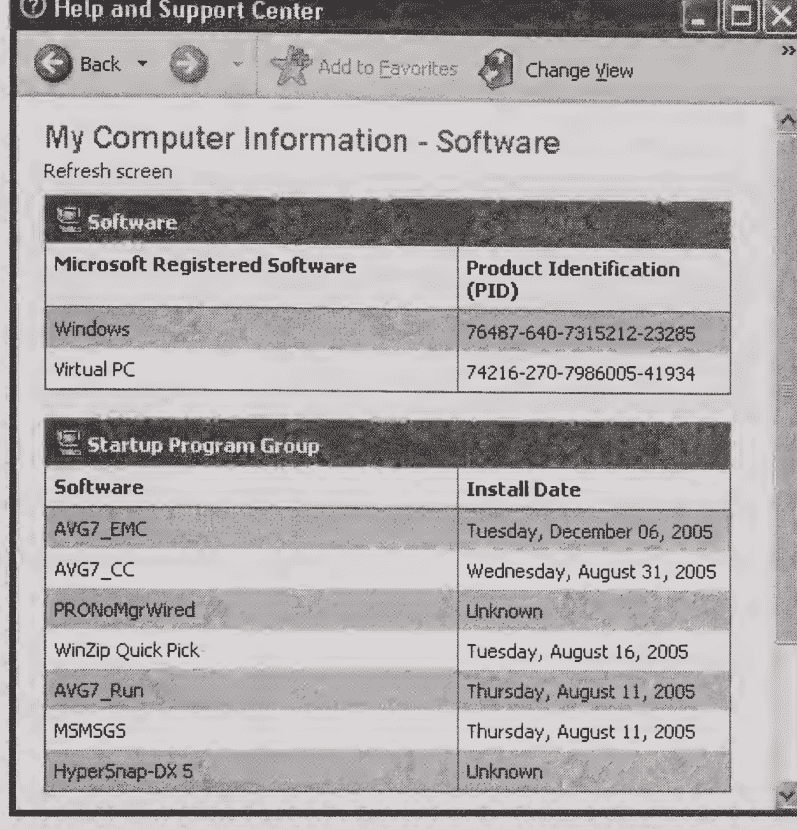 Help and Support Center
Back
Add to Favorites
Change View
»
My Computer Information - Software
Refresh screen
Software
Microsoft Registered Software
Product Identification
(PID)
Windows
76487-640-7315212-23285
Virtual PC
74216-270-7986005-41934
Startup Program Group
Software
Install Date
AVG7_EMC
Tuesday, December 06, 2005
AVG7_CC
Wednesday, August 31, 2005
PRONoMgrWired
Unknown
WinZip Quick Pick
Tuesday, August 16, 2005
AVG7_Run
Thursday, August 11, 2005
MSMSGS
Thursday, August 11, 2005
HyperSnap-DX 5
Unknown